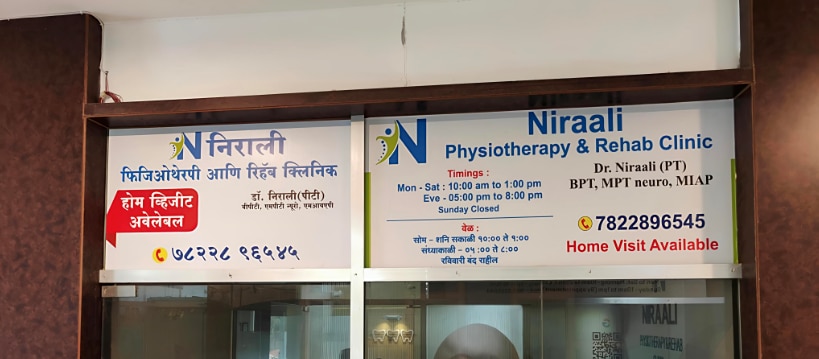 N निराली
फिजिओथेरपी आणि रिहॅब क्लिनिक
होम व्हिजीट
अवेलेबल
डॉ. निराली(पीटी)
बीपीटी, एमपीटी न्यूरो, एमआयएपी
७८२२८ ९६५४५
N
Niraali
Physiotherapy & Rehab Clinic
Timings :
Mon - Sat : 10:00 am to 1:00 pm
Eve - 05:00 pm to 8:00 pm
Sunday Closed
वेळ :
सोम - शनि सकाळी १०:०० ते १:००
संध्याकाळी - ०५ :०० ते ८:००
रविवारी बंद राहील
Dr. Niraali (PT)
BPT, MPT neuro, MIAP
7822896545
Home Visit Available
NIRAALI